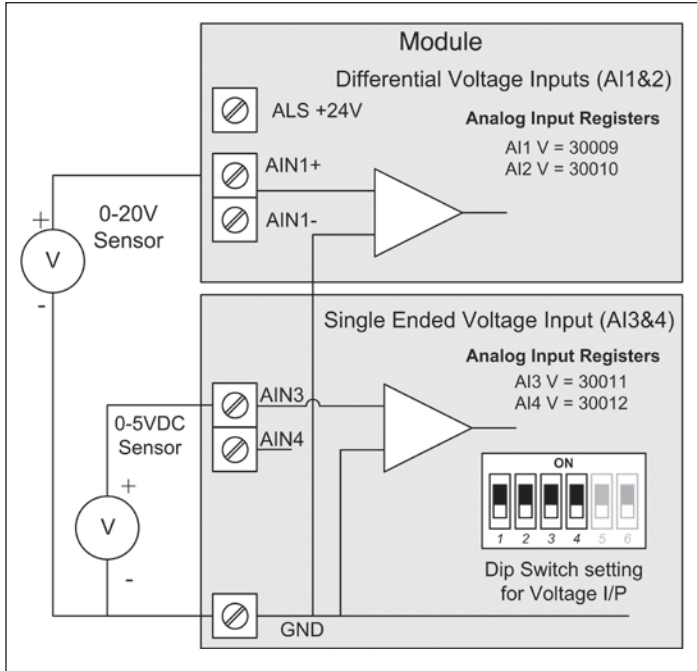 Module
Differential Voltage Inputs (AI1&2)
ALS +24V
Analog Input Registers
AI1 V = 30009
AI2 V = 30010
AIN1+
AIN1-
+
0-20V
Sensor
V
-
Single Ended Voltage Input (AI3&4)
Analog Input Registers
AI3 V = 30011
AI4 V = 30012
AIN3
AIN4
0-5VDC
Sensor
+
V
-
ON
1 2 3 4 5 6
Dip Switch setting
for Voltage I/P
GND